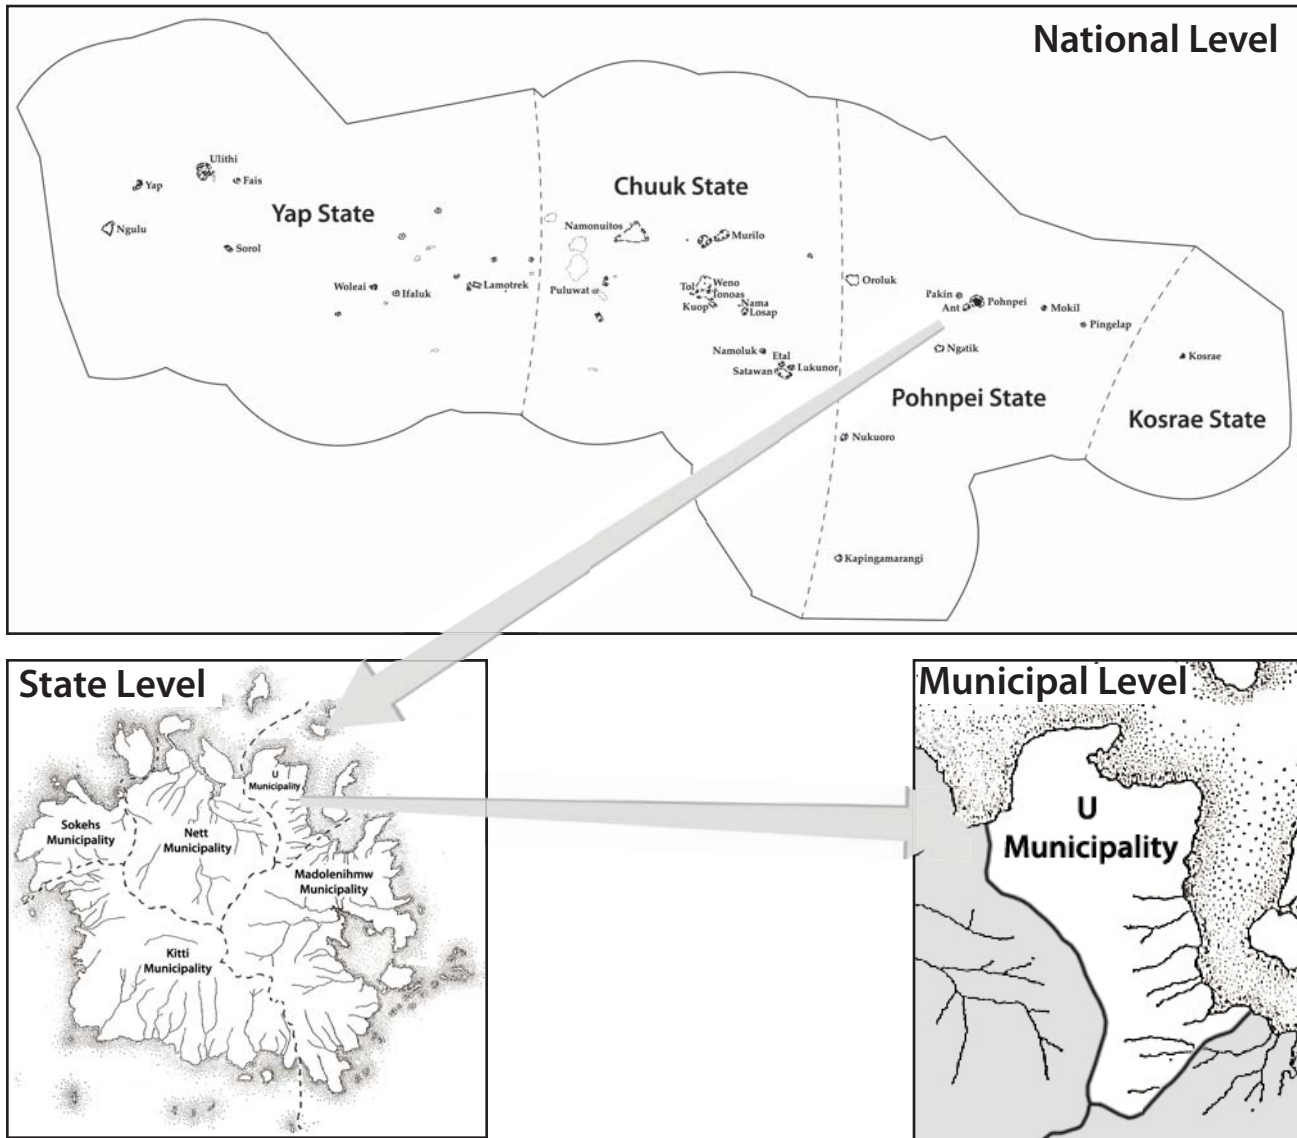 National Level
Ulithi
Yap
Fais
Yap State
Ngulu
Sorol
Woleai
Ifaluk
Lamotrek
Chuuk State
Namonuitos
Murilo
Puluwat
Tol
Weno
Tonoas
Kuop
Nama
Losap
Namoluk
Etal
Satawan
Lukunor
Oroluk
Pakin
Ant
Pohnpei
Mokil
Pingelap
Ngatik
Pohnpei State
Nukuoro
Kapingamarangi
Kosrae
Kosrae State
State Level
U
Municipality
Sokehs
Municipality
Nett
Municipality
Madolenihmw
Municipality
Kitti
Municipality
Municipal Level
U
Municipality